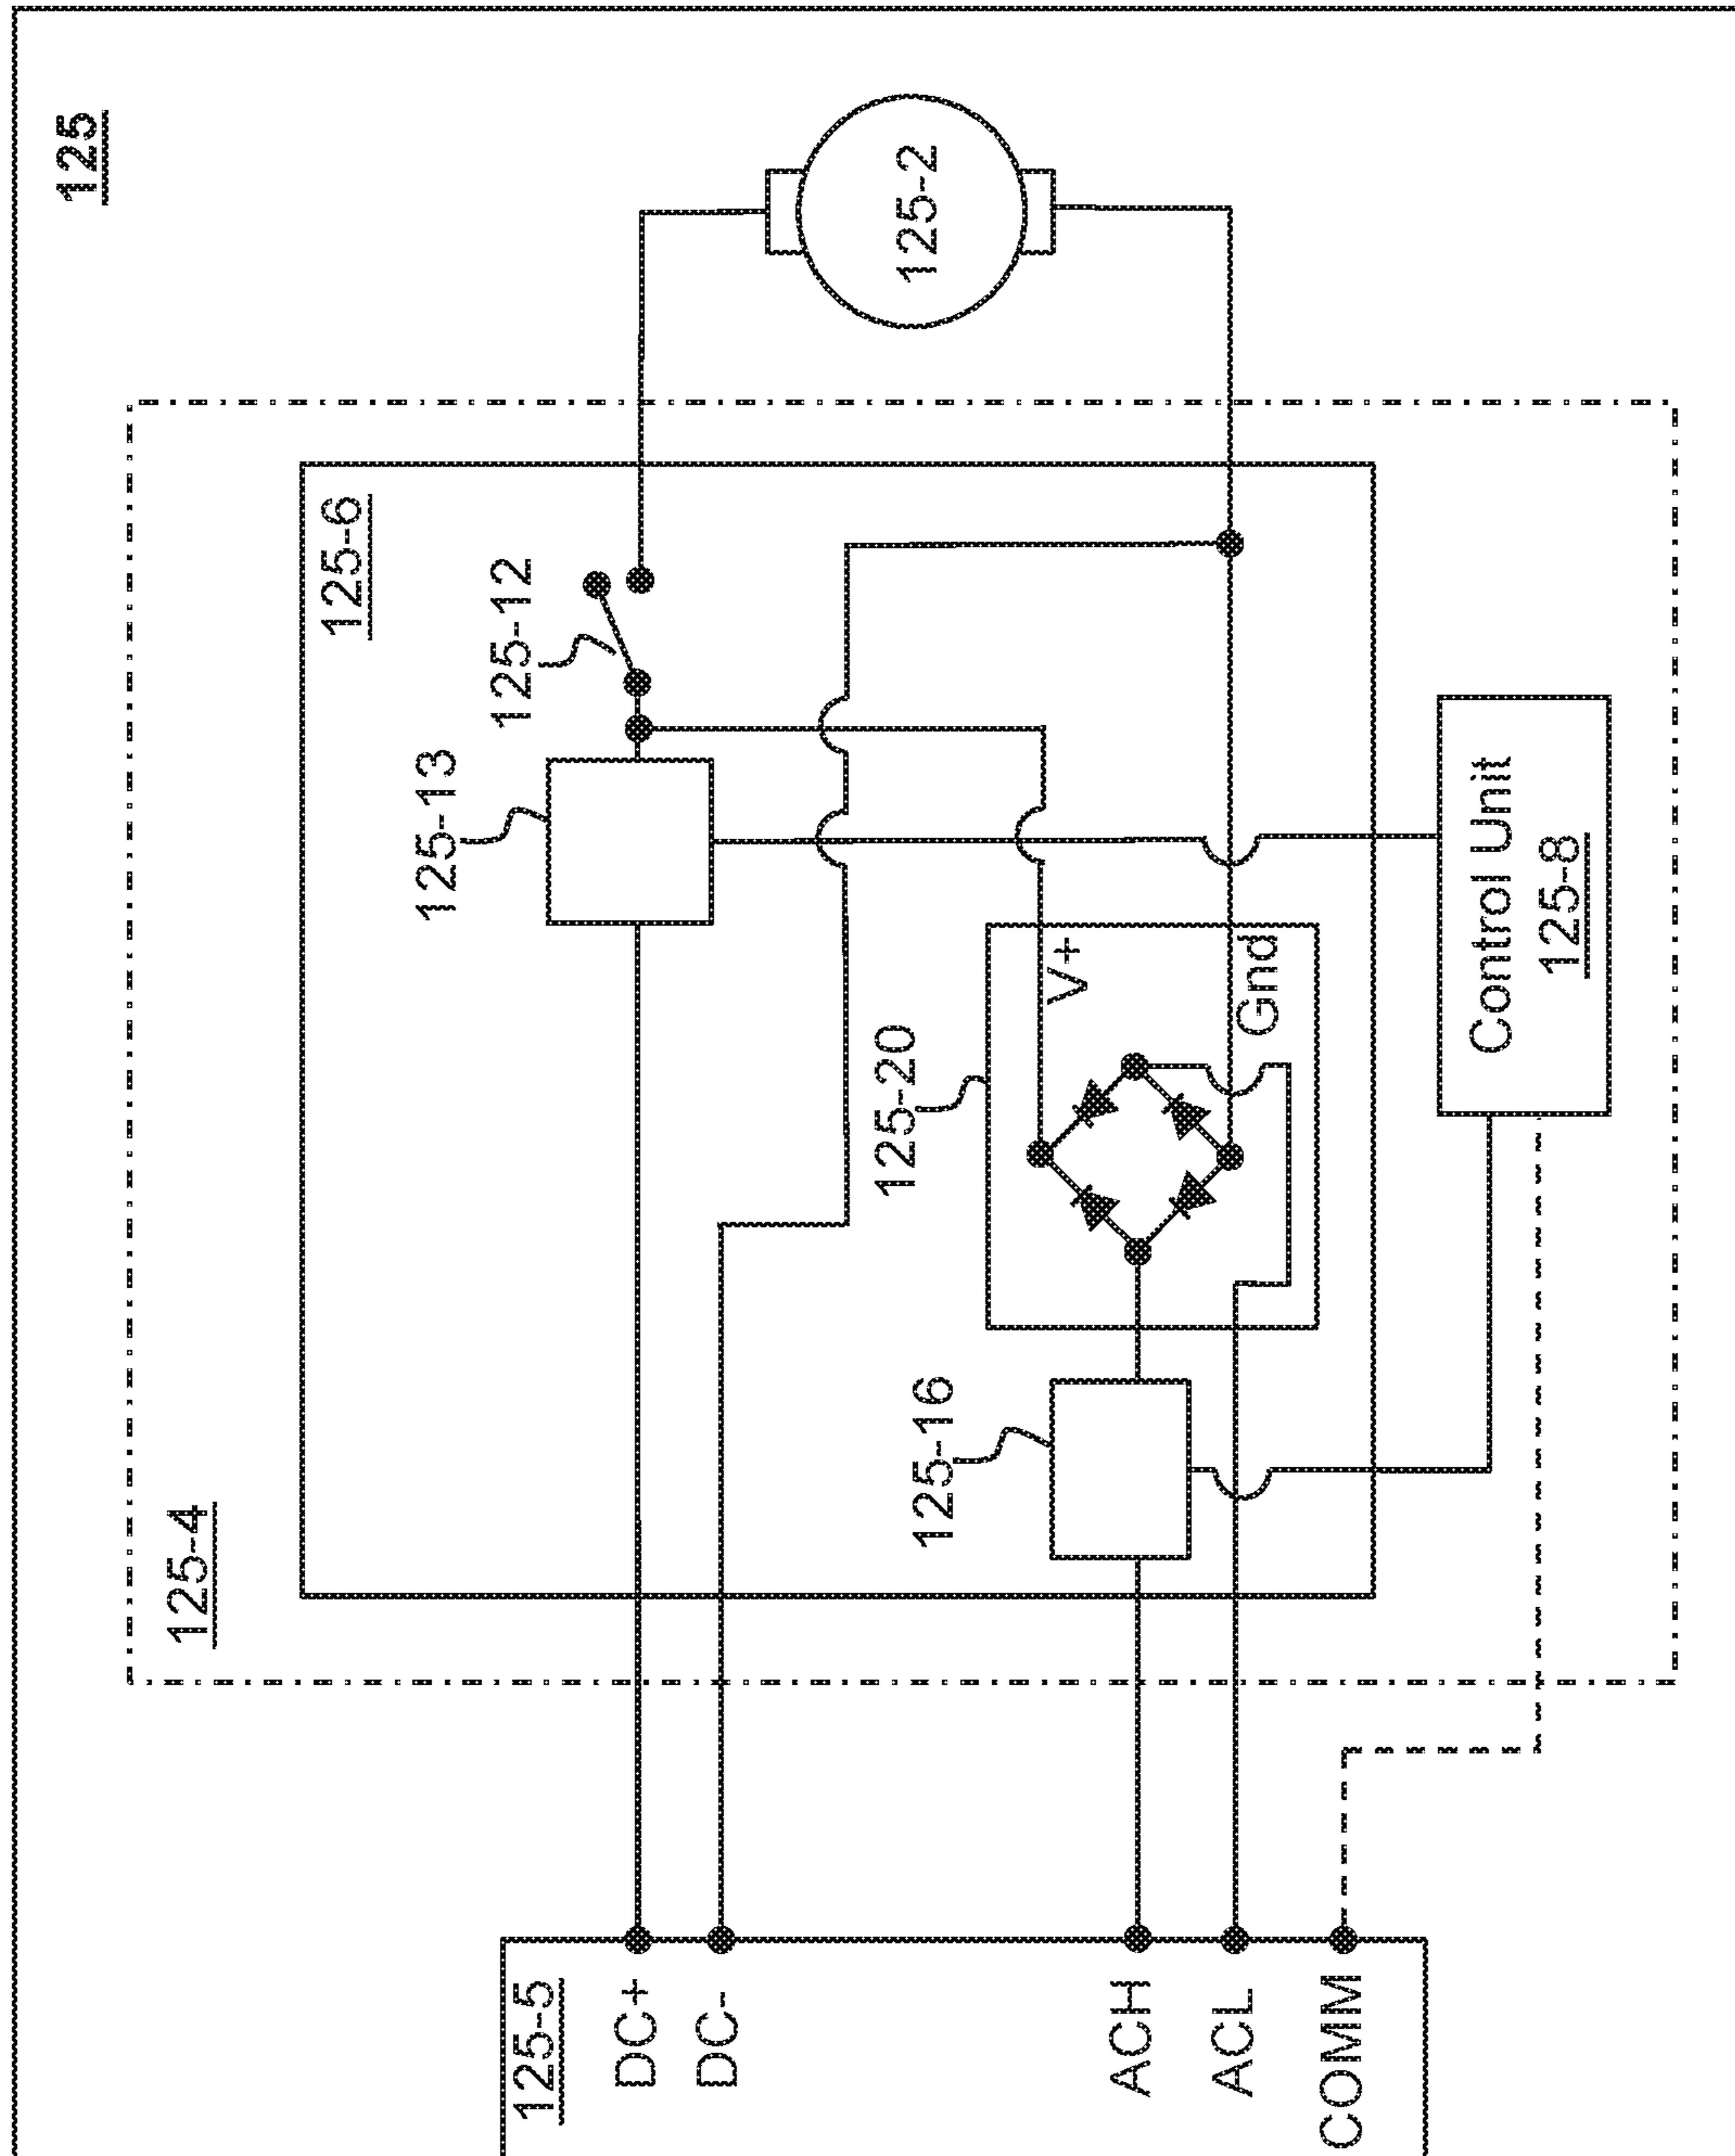 125
125-4
125-6
125-12
125-13
125-2
125-5
DC+
DC-
125-20
V+
Gnd
125-16
ACH
ACL
COMM
Control Unit
125-8